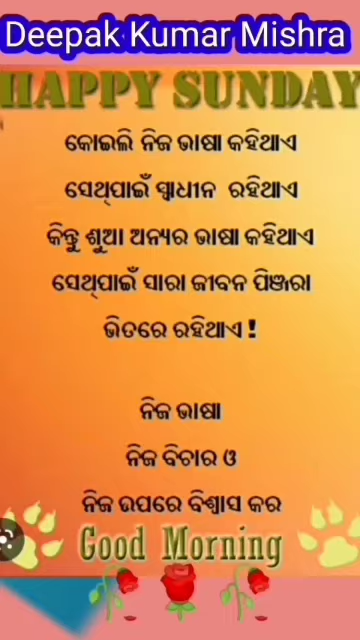 Deepak Kumar Mishra
HAPPY SUNDAY
କୋଇଲି ନିଜ ଭାଷା କହିଥାଏ
ସେଥିପାଇଁ ସ୍ଵାଧୀନ ରହିଥାଏ
କିନ୍ତୁ ଶୁଆ ଅନ୍ୟର ଭାଷା କହିଥାଏ
ସେଥିପାଇଁ ସାରା ଜୀବନ ପିଞ୍ଜରା
ଭିତରେ ରହିଥାଏ !
ନିଜ ଭାଷା
ନିଜ ବିଚାର ଓ
ନିଜ ଉପରେ ବିଶ୍ୱାସ କର
Good Morning